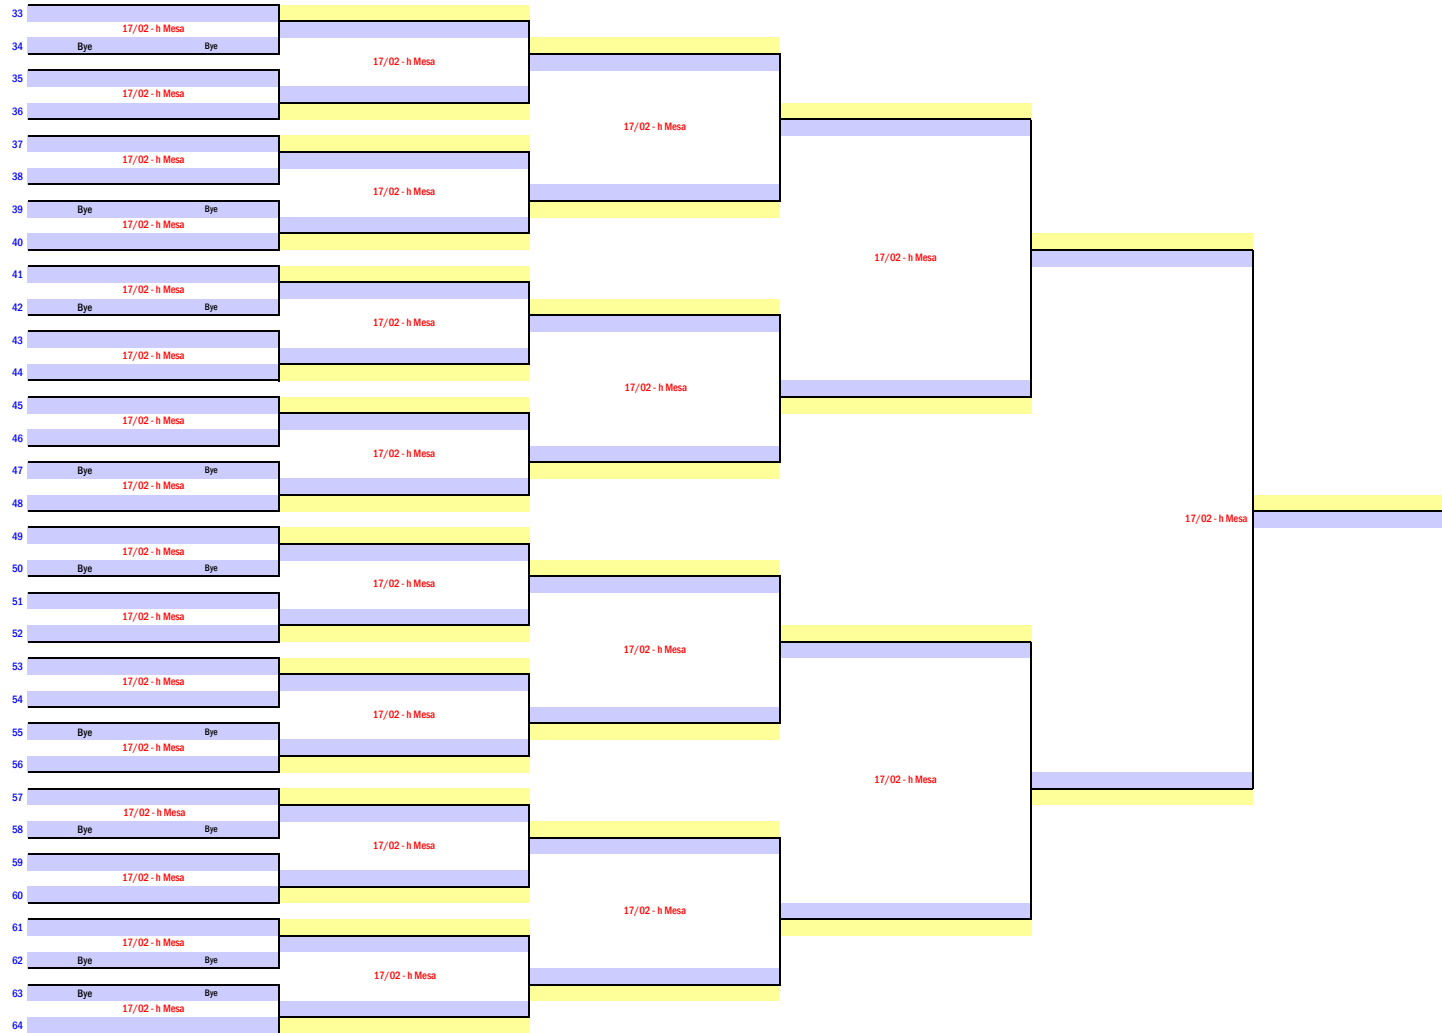 33
17/02 - h Mesa
34 Bye Bye
17/02 - h Mesa
35
17/02 - h Mesa
36
17/02 - h Mesa
37
17/02 - h Mesa
38
17/02 - h Mesa
39 Bye Bye
17/02 - h Mesa
40
17/02 - h Mesa
41
17/02 - h Mesa
42 Bye Bye
17/02 - h Mesa
43
17/02 - h Mesa
44
17/02 - h Mesa
45
17/02 - h Mesa
46
17/02 - h Mesa
47 Bye Bye
17/02 - h Mesa
48
17/02 - h Mesa
49
17/02 - h Mesa
50 Bye Bye
17/02 - h Mesa
51
17/02 - h Mesa
52
17/02 - h Mesa
53
17/02 - h Mesa
54
17/02 - h Mesa
55 Bye Bye
17/02 - h Mesa
56
17/02 - h Mesa
57
17/02 - h Mesa
58 Bye Bye
17/02 - h Mesa
59
17/02 - h Mesa
60
17/02 - h Mesa
61
17/02 - h Mesa
62 Bye Bye
17/02 - h Mesa
63 Bye Bye
17/02 - h Mesa
64